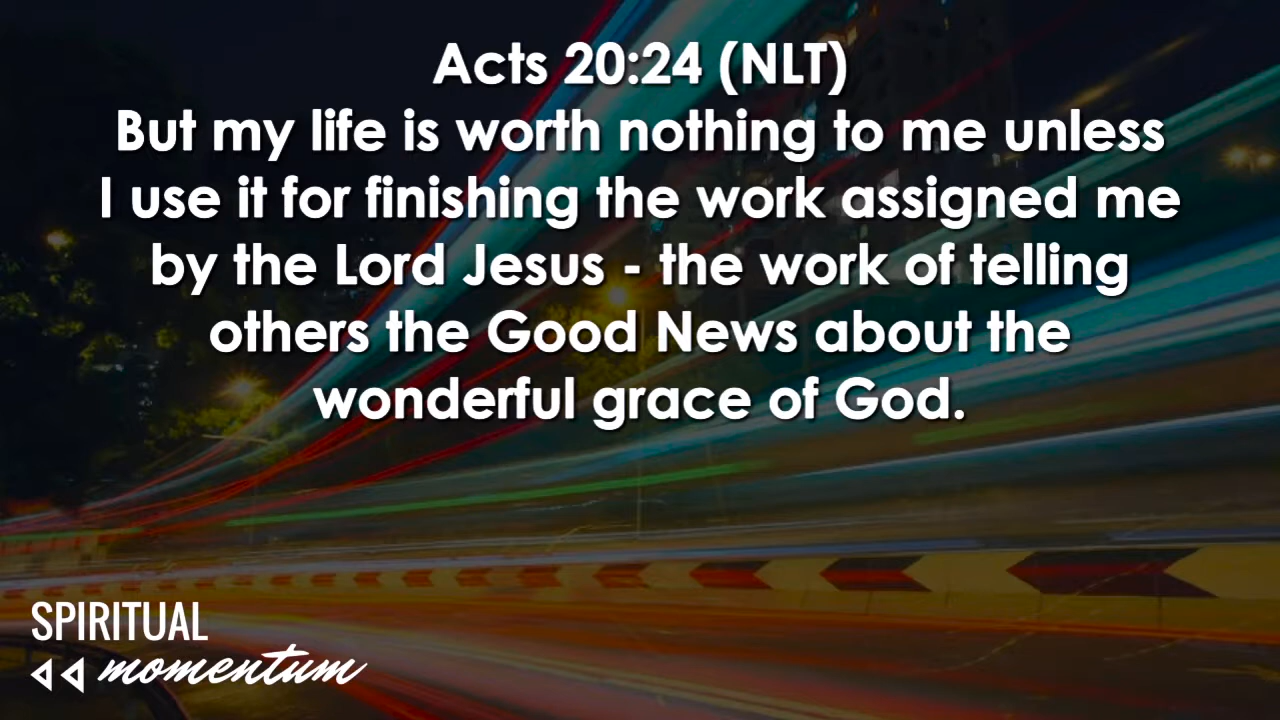 Acts 20:24 (NLT)
But my life is worth nothing to me unless
I use it for finishing the work assigned me
by the Lord Jesus - the work of telling
others the Good News about the
wonderful grace of God.
SPIRITUAL
momentum